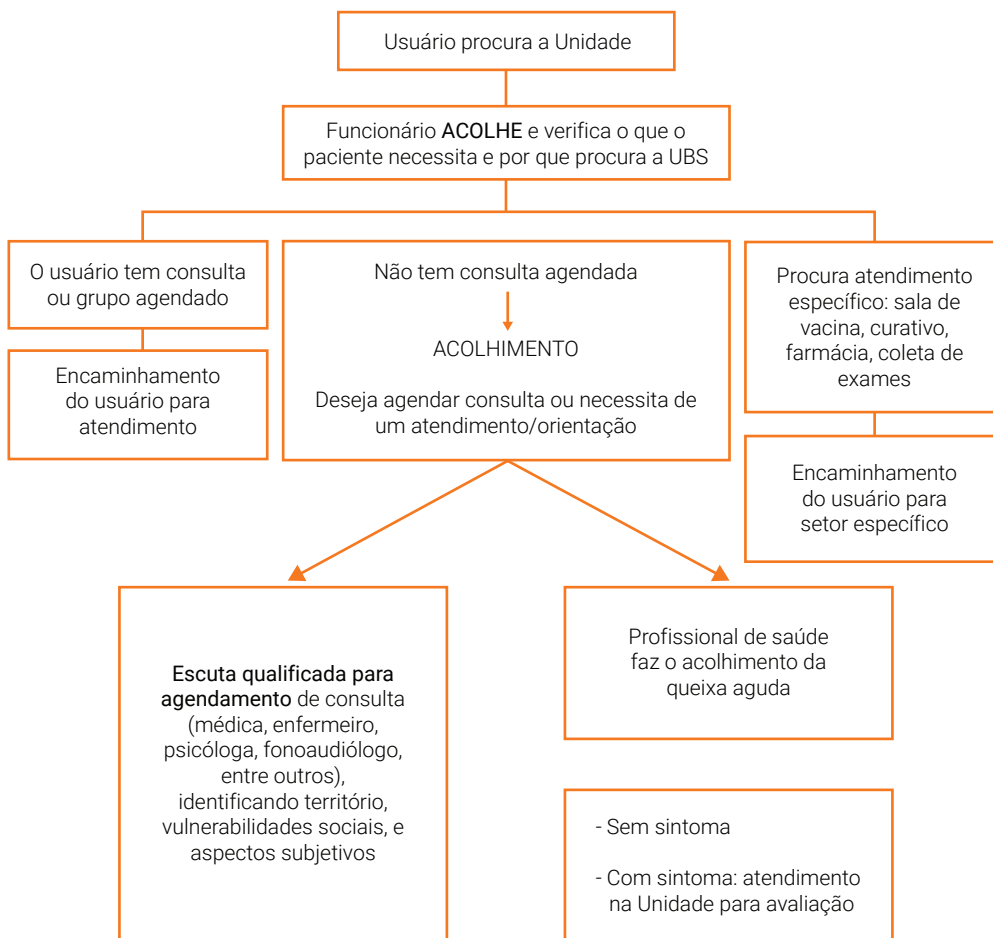 Usuário procura a Unidade
Funcionário ACOLHE e verifica o que o
paciente necessita e por que procura a UBS
O usuário tem consulta
ou grupo agendado
Encaminhamento
do usuário para
atendimento
Não tem consulta agendada
ACOLHIMENTO
Deseja agendar consulta ou necessita de
um atendimento/orientação
Procura atendimento
específico: sala de
vacina, curativo,
farmácia, coleta de
exames
Encaminhamento
do usuário para
setor específico
Escuta qualificada para
agendamento de consulta
(médica, enfermeiro,
psicóloga, fonoaudiólogo,
entre outros),
identificando território,
vulnerabilidades sociais, e
aspectos subjetivos
Profissional de saúde
faz o acolhimento da
queixa aguda
- Sem sintoma
- Com sintoma: atendimento
na Unidade para avaliação